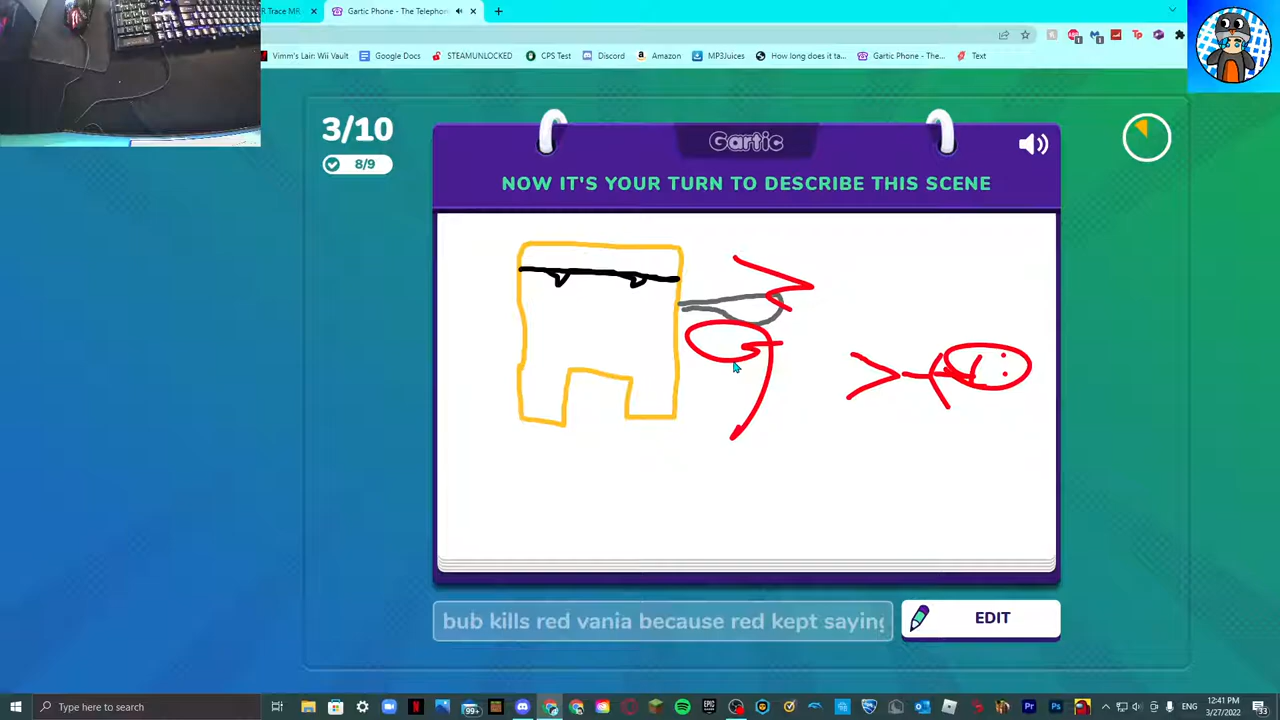 R Trace MR
Gartic Phone - The Telephon
Vimm's Lair: Wii Vault
Google Docs
STEAMUNLOCKED
CPS Test
Discord
Amazon
MP3Juices
How long does it ta...
Gartic Phone - The...
Text
3/10
8/9
Gartic
NOW IT'S YOUR TURN TO DESCRIBE THIS SCENE
bub kills red vania because red kept saying
EDIT
Type here to search
99+
ENG
12:41 PM
3/27/2022